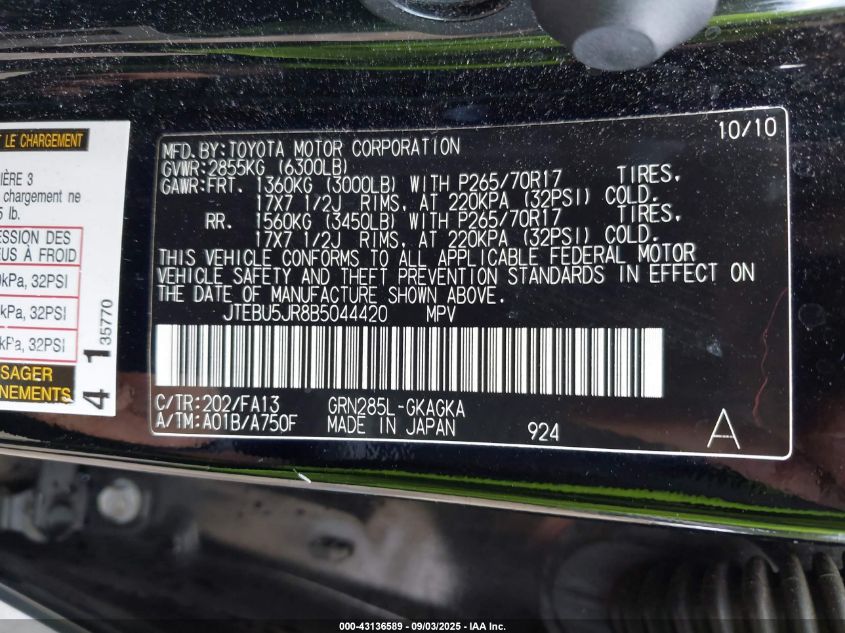 LE CHARGEMENT
IÈRE 3
chargement ne
5 lb.
ESSION DES
EUS À FROID
kPa, 32PSI
kPa, 32PSI
kPa, 32PSI
SAGER
NNEMENTS
4 1 35770
10/10
MFD.BY:TOYOTA MOTOR CORPORATION
GVWR:2855KG (6300LB)
GAWR:FRT. 1360KG (3000LB) WITH P265/70R17 TIRES,
17X7 1/2J RIMS, AT 220KPA (32PSI) COLD.
RR. 1560KG (3450LB) WITH P265/70R17 TIRES,
17X7 1/2J RIMS, AT 220KPA (32PSI) COLD.
THIS VEHICLE CONFORMS TO ALL APPLICABLE FEDERAL MOTOR
VEHICLE SAFETY AND THEFT PREVENTION STANDARDS IN EFFECT ON
THE DATE OF MANUFACTURE SHOWN ABOVE.
JTEBU5JR8B5044420 MPV
C/TR:202/FA13 GRN285L-GKAGKA
A/TM:A01B/A750F MADE IN JAPAN 924 A
000-43136589 — 09/03/2025 — IAA Inc.